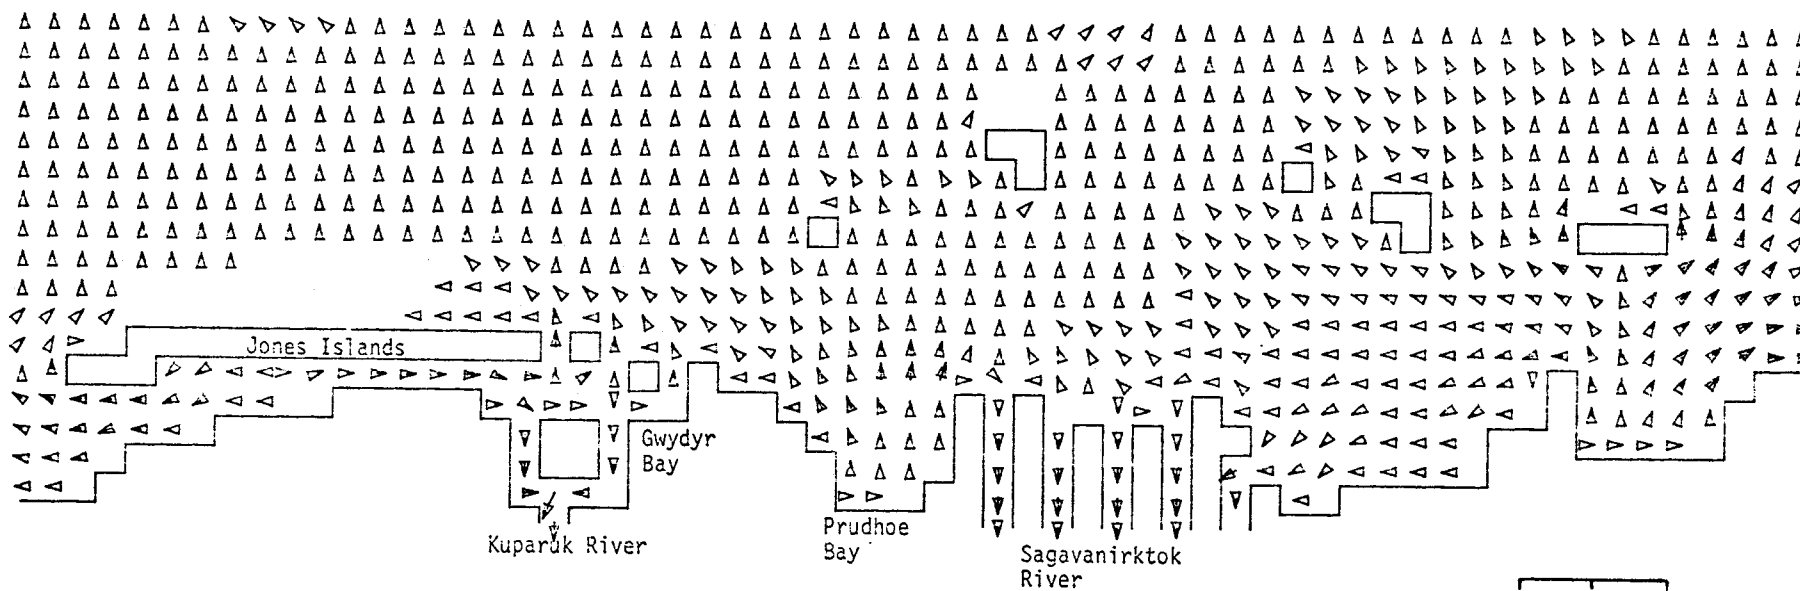 Jones Islands
Gwydyr
Bay
Kuparuk River
Prudhoe
Bay
Sagavanirktok
River